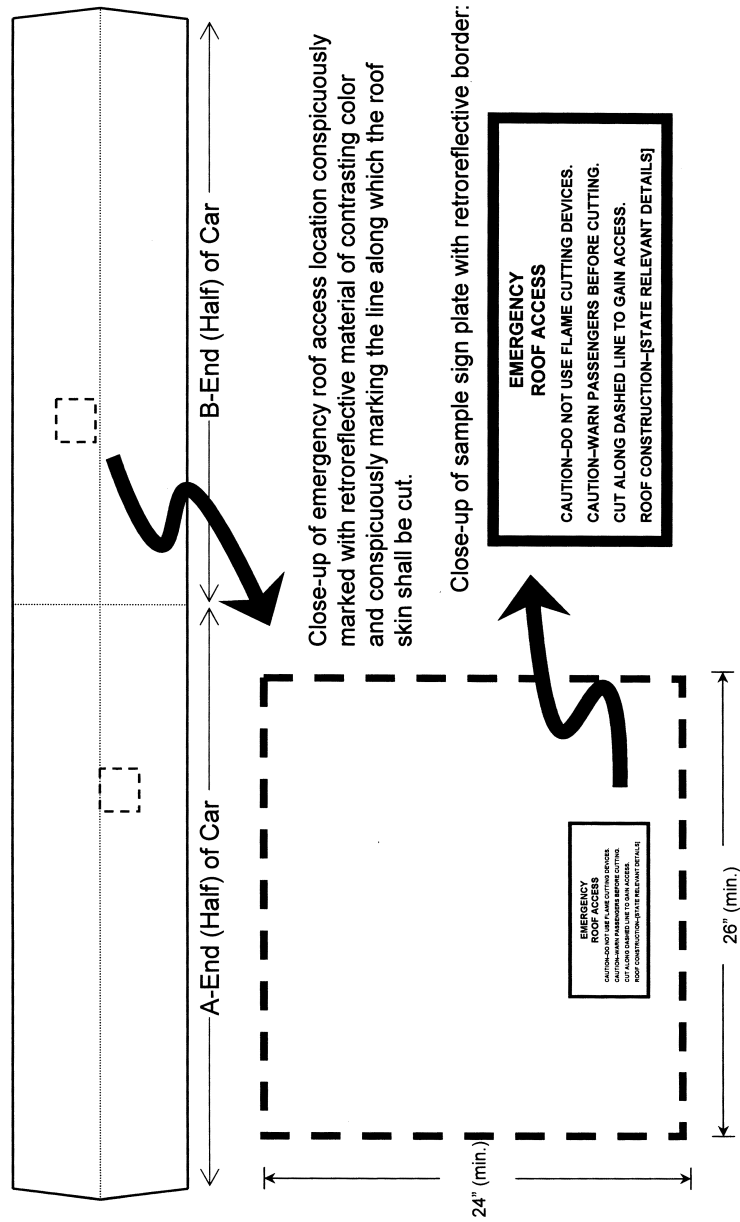 A-End (Half) of Car
B-End (Half) of Car
Close-up of emergency roof access location conspicuously
marked with retroreflective material of contrasting color
and conspicuously marking the line along which the roof
skin shall be cut.
Close-up of sample sign plate with retroreflective border:
EMERGENCY
ROOF ACCESS
CAUTION–DO NOT USE FLAME CUTTING DEVICES.
CAUTION–WARN PASSENGERS BEFORE CUTTING.
CUT ALONG DASHED LINE TO GAIN ACCESS.
ROOF CONSTRUCTION–[STATE RELEVANT DETAILS]
24” (min.)
EMERGENCY
ROOF ACCESS
CAUTION–DO NOT USE FLAME CUTTING DEVICES.
CAUTION–WARN PASSENGERS BEFORE CUTTING.
CUT ALONG DASHED LINE TO GAIN ACCESS.
ROOF CONSTRUCTION–[STATE RELEVANT DETAILS]
26” (min.)